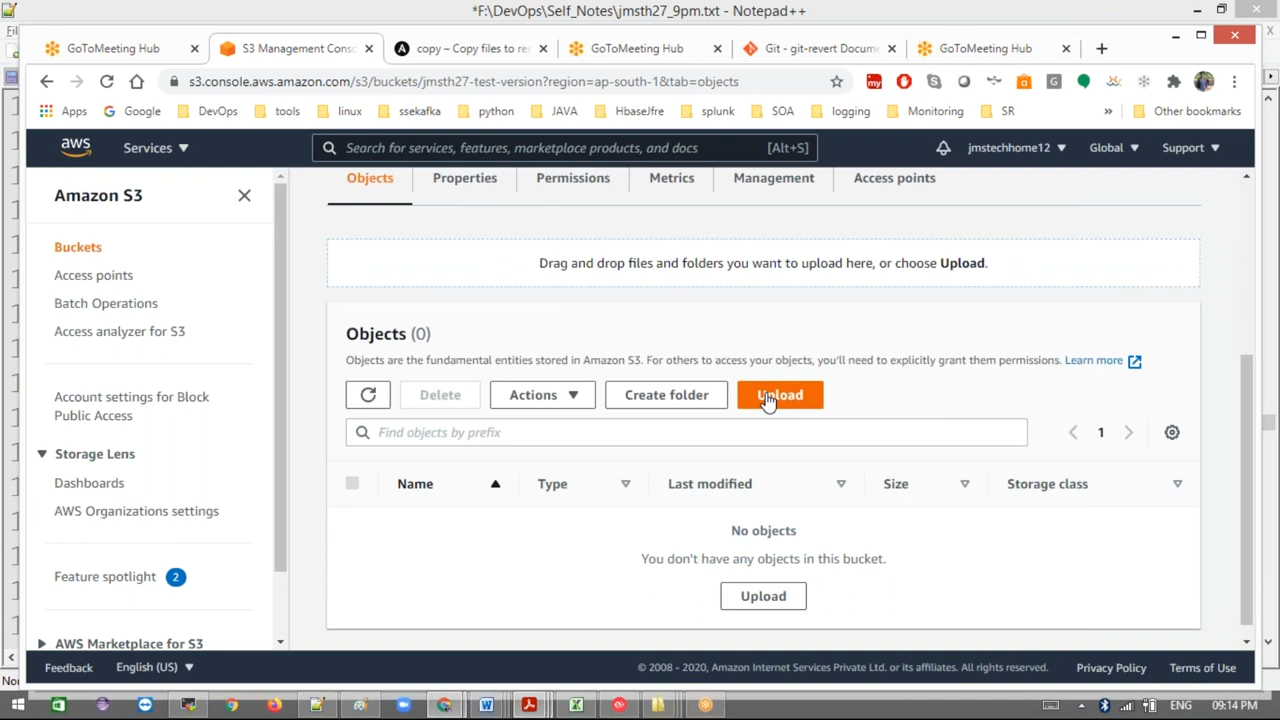 *F:\DevOps\Self_Notes\jmsth27_9pm.txt - Notepad++
GoToMeeting Hub
S3 Management Consc
copy – Copy files to re
GoToMeeting Hub
Git - git-revert Docume
GoToMeeting Hub
s3.console.aws.amazon.com/s3/buckets/jmsth27-test-version?region=ap-south-1&tab=objects
Apps Google DevOps tools linux ssekafka python JAVA HbaseJfre splunk SOA logging Monitoring SR » Other bookmarks
aws Services Search for services, features, marketplace products, and docs [Alt+S] jmstechhome12 Global Support
Amazon S3
Buckets
Access points
Batch Operations
Access analyzer for S3
Account settings for Block
Public Access
Storage Lens
Dashboards
AWS Organizations settings
Feature spotlight 2
AWS Marketplace for S3
Objects Properties Permissions Metrics Management Access points
Drag and drop files and folders you want to upload here, or choose Upload.
Objects (0)
Objects are the fundamental entities stored in Amazon S3. For others to access your objects, you'll need to explicitly grant them permissions. Learn more
Delete Actions Create folder Upload
Find objects by prefix 1
Name Type Last modified Size Storage class
No objects
You don't have any objects in this bucket.
Upload
Feedback English (US) © 2008 - 2020, Amazon Internet Services Private Ltd. or its affiliates. All rights reserved. Privacy Policy Terms of Use
ENG 09:14 PM